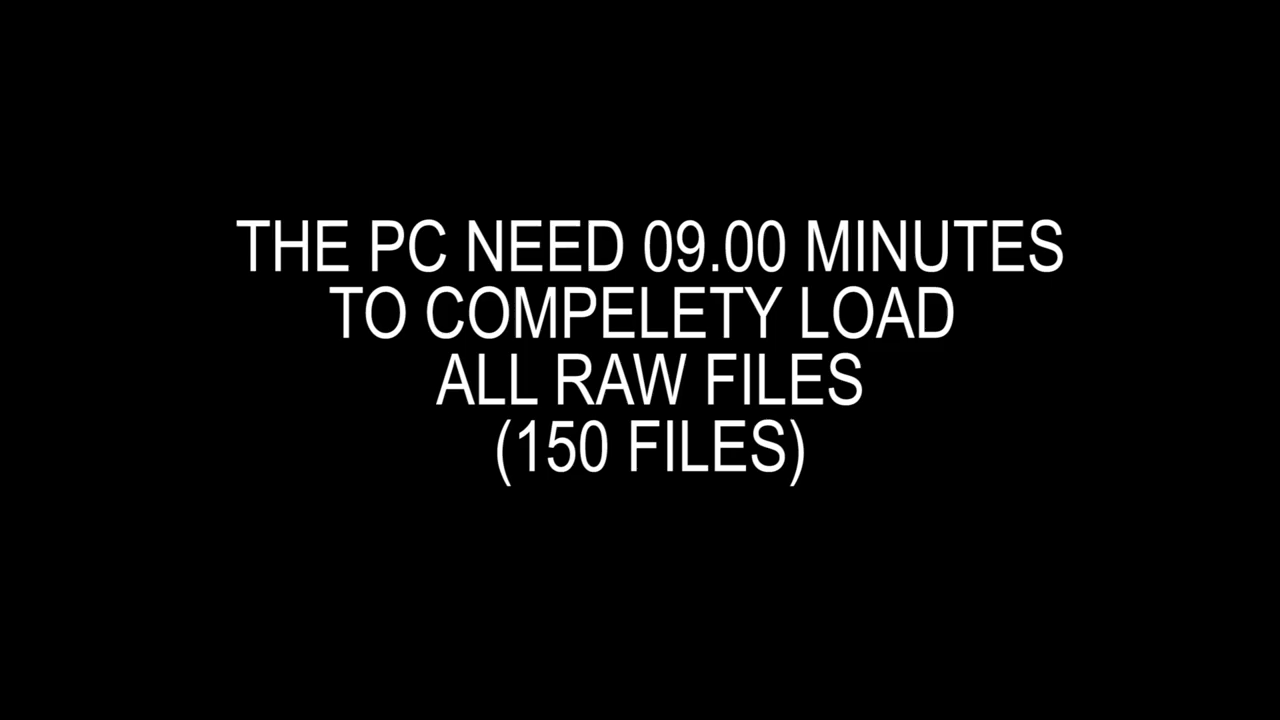 THE PC NEED 09.00 MINUTES
TO COMPELETY LOAD
ALL RAW FILES
(150 FILES)